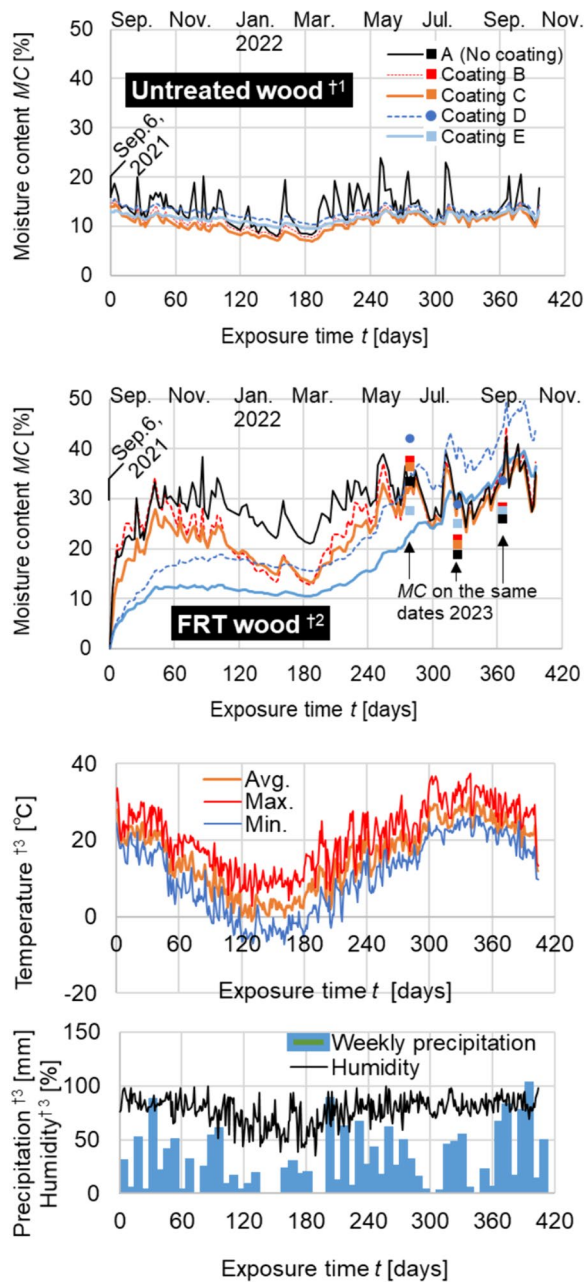 Sep. Nov. Jan. Mar. May Jul. Sep. Nov.
2022
50
40
30
20
10
0
Moisture content MC [%]
A (No coating)
Coating B
Coating C
Coating D
Coating E
Untreated wood †1
Sep.6,
2021
0 60 120 180 240 300 360 420
Exposure time t [days]
Sep. Nov. Jan. Mar. May Jul. Sep. Nov.
2022
50
40
30
20
10
0
Moisture content MC [%]
Sep.6,
2021
MC on the same
dates 2023
FRT wood †2
0 60 120 180 240 300 360 420
Exposure time t [days]
40
20
0
-20
Temperature †3 [°C]
Avg.
Max.
Min.
0 60 120 180 240 300 360 420
Exposure time t [days]
150
100
50
0
Precipitation †3 [mm]
Humidity†3 [%]
Weekly precipitation
Humidity
0 60 120 180 240 300 360 420
Exposure time t [days]